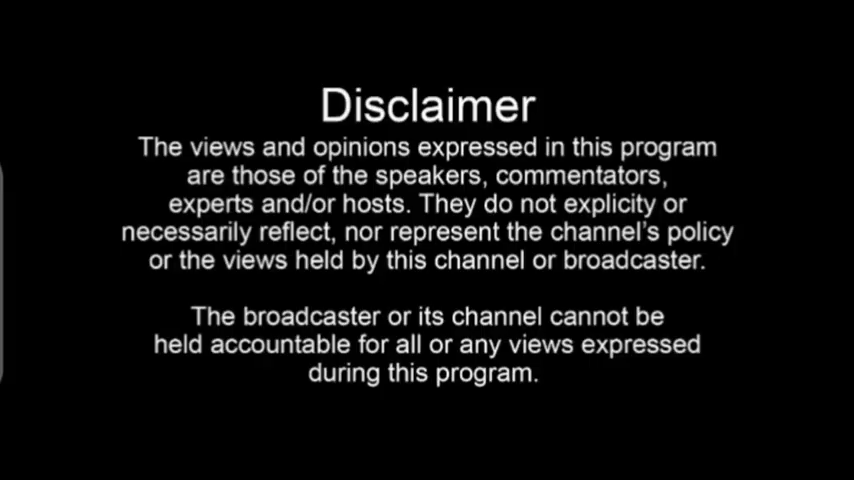 Disclaimer
The views and opinions expressed in this program
are those of the speakers, commentators,
experts and/or hosts. They do not explicity or
necessarily reflect, nor represent the channel's policy
or the views held by this channel or broadcaster.
The broadcaster or its channel cannot be
held accountable for all or any views expressed
during this program.